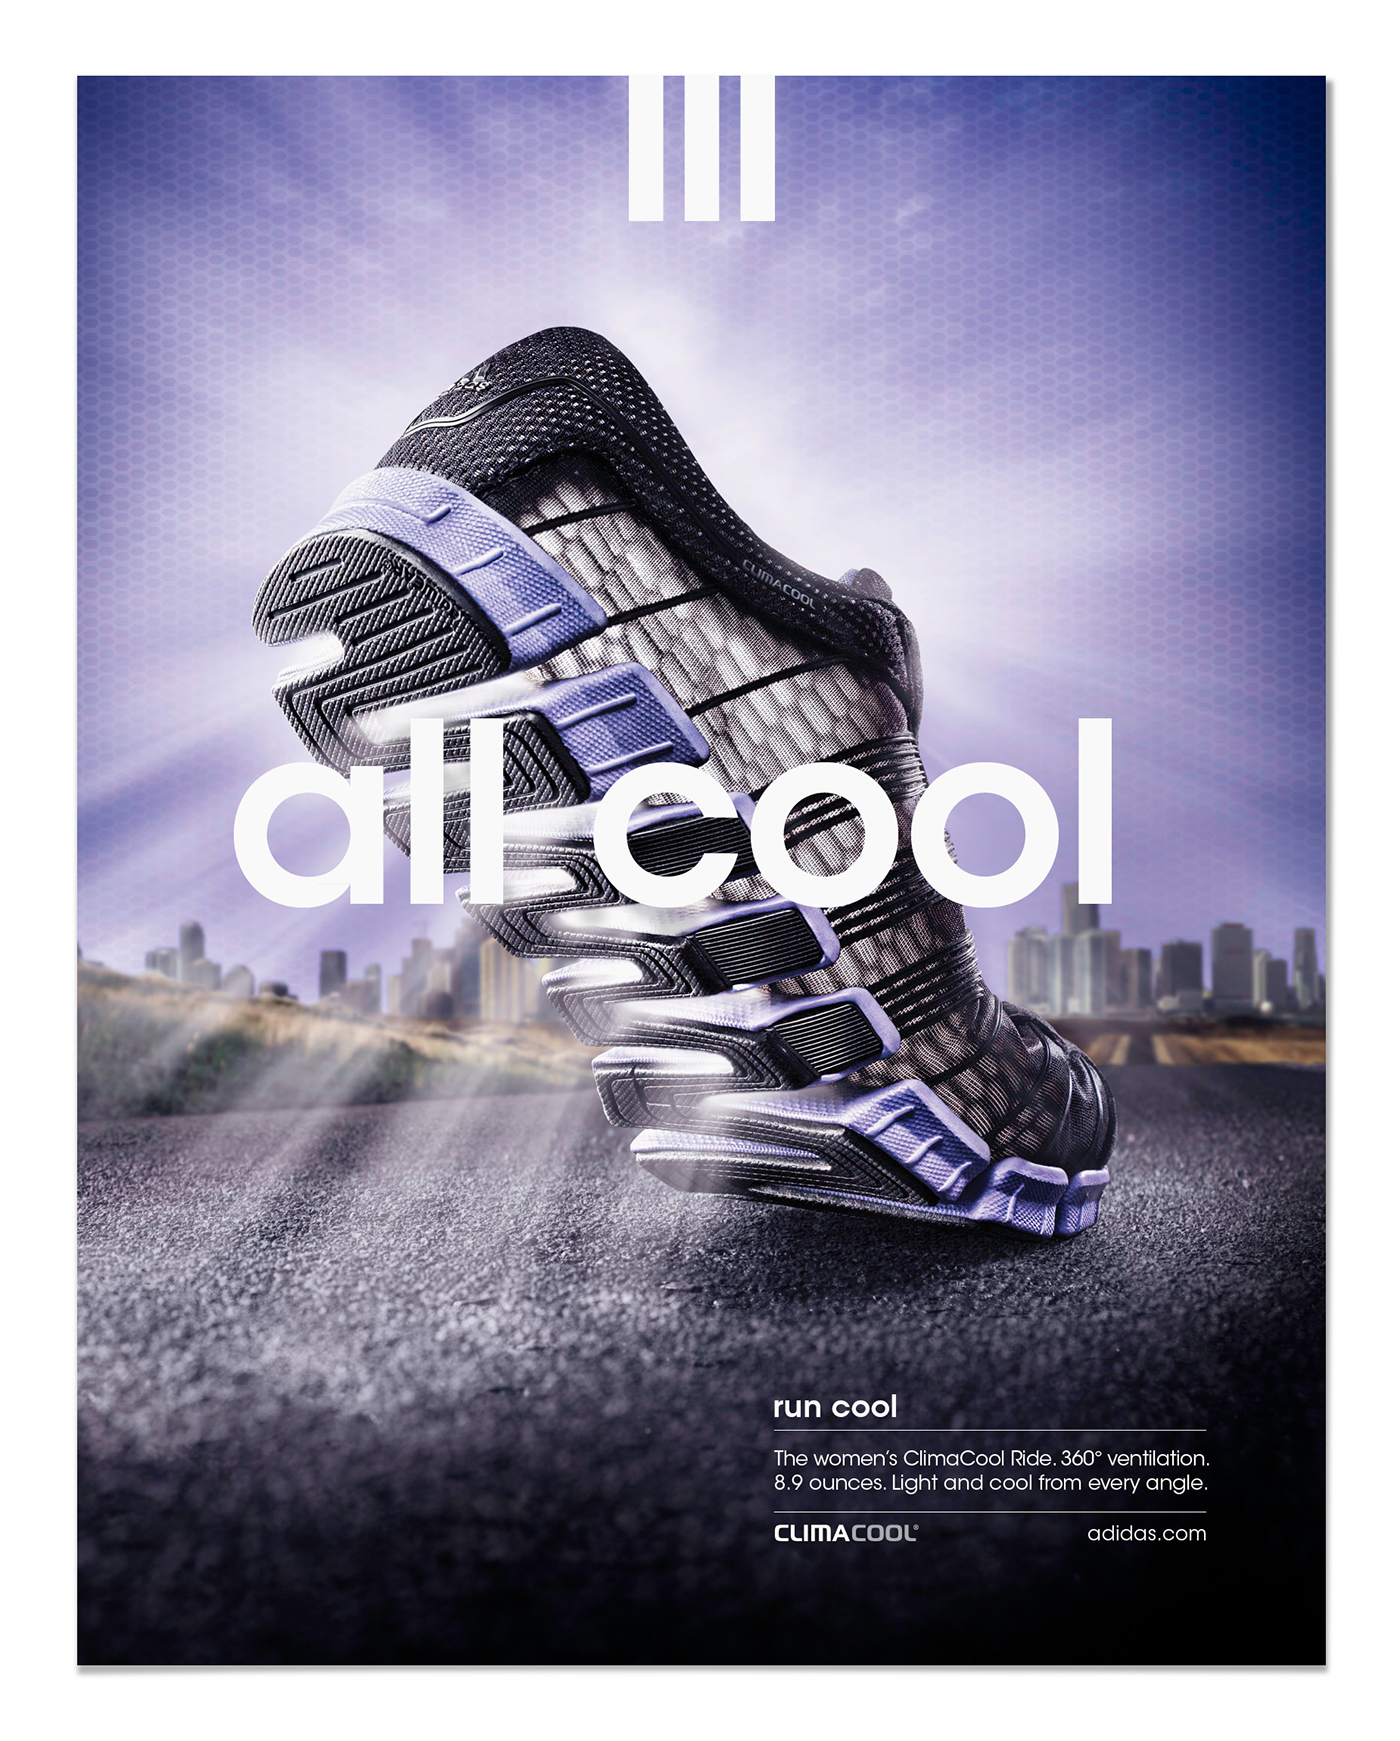 CLIMACOOL
all cool
run cool
The women's ClimaCool Ride. 360° ventilation.
8.9 ounces. Light and cool from every angle.
CLIMACOOL®
adidas.com